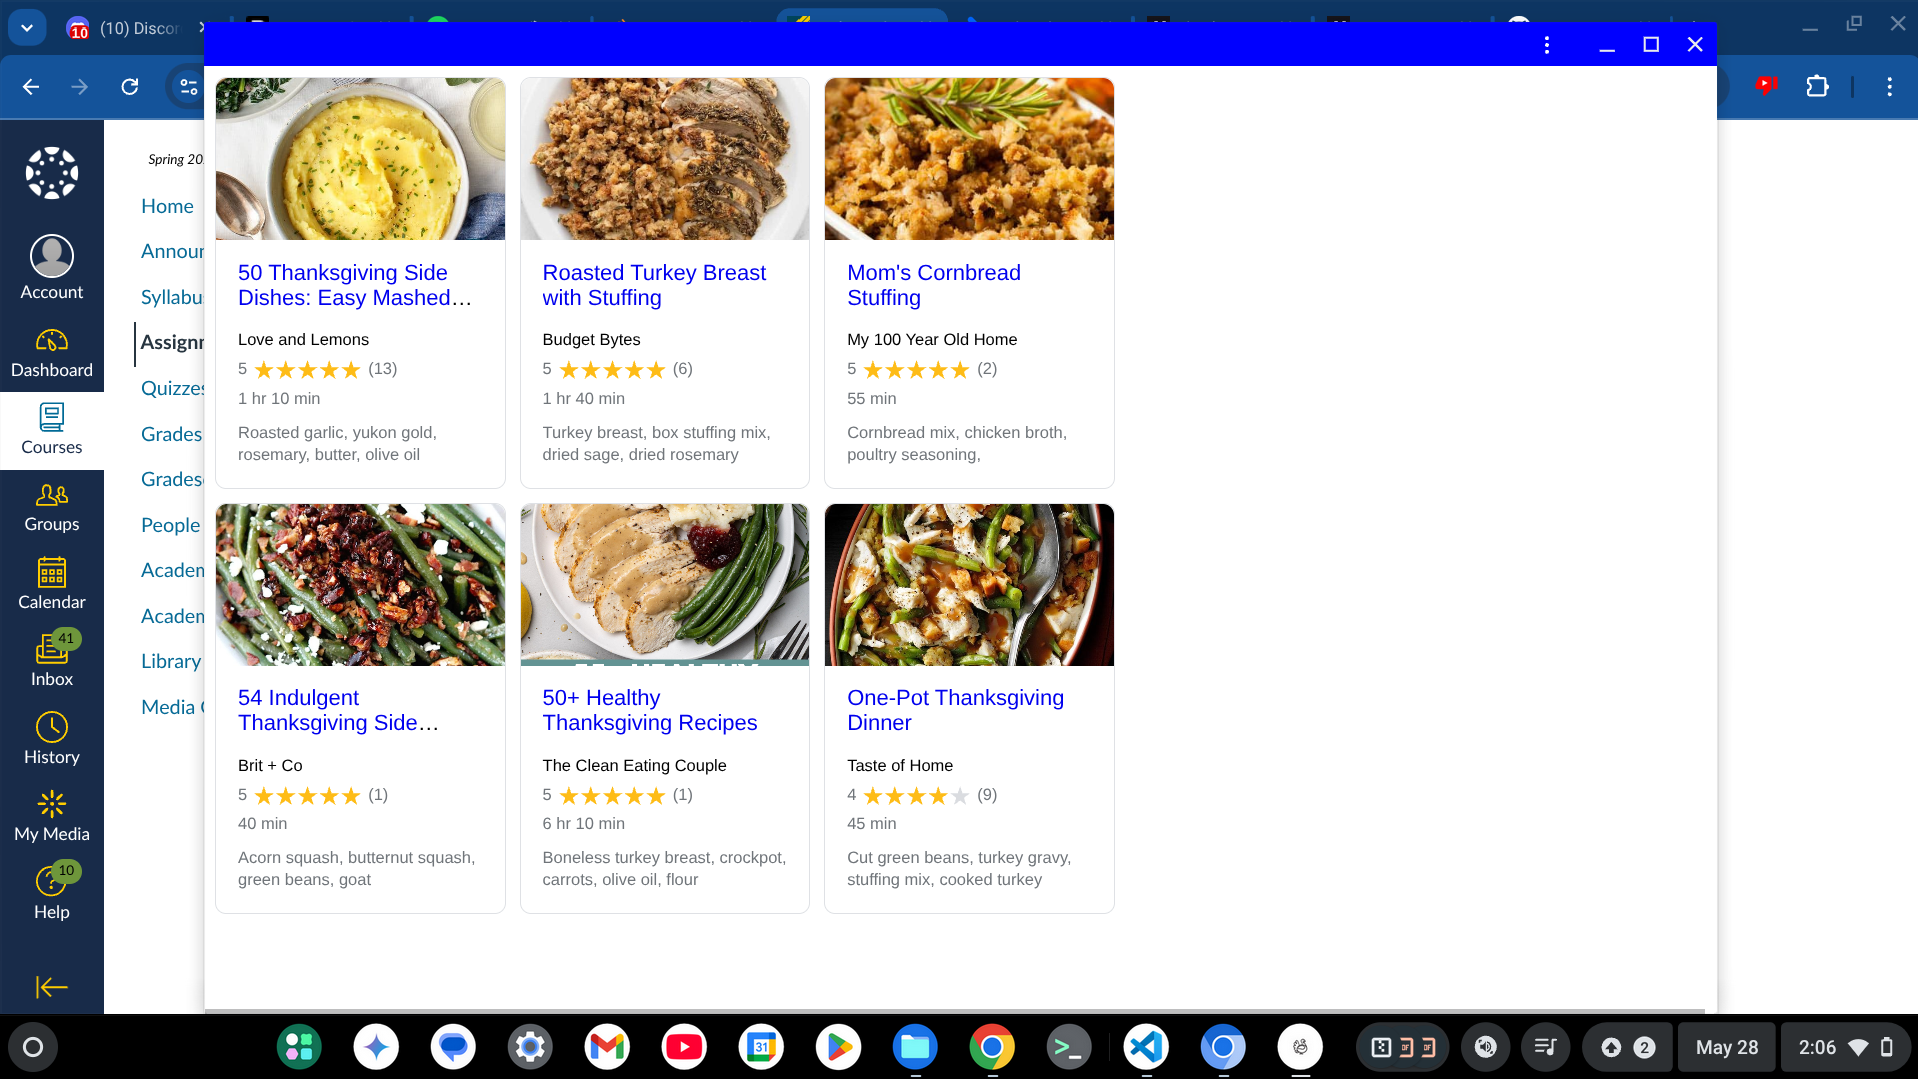 (10) Discor
10
Spring 20
Home
Announ
Syllabu
Assignm
Quizzes
Grades
Grades
People
Academ
Academ
Library
Media
Account
Dashboard
Courses
Groups
Calendar
41
Inbox
History
My Media
10
Help
50 Thanksgiving Side
Dishes: Easy Mashed…
Love and Lemons
5 (13)
1 hr 10 min
Roasted garlic, yukon gold,
rosemary, butter, olive oil
Roasted Turkey Breast
with Stuffing
Budget Bytes
5 (6)
1 hr 40 min
Turkey breast, box stuffing mix,
dried sage, dried rosemary
Mom's Cornbread
Stuffing
My 100 Year Old Home
5 (2)
55 min
Cornbread mix, chicken broth,
poultry seasoning,
54 Indulgent
Thanksgiving Side…
Brit + Co
5 (1)
40 min
Acorn squash, butternut squash,
green beans, goat
50+ Healthy
Thanksgiving Recipes
The Clean Eating Couple
5 (1)
6 hr 10 min
Boneless turkey breast, crockpot,
carrots, olive oil, flour
One-Pot Thanksgiving
Dinner
Taste of Home
4 (9)
45 min
Cut green beans, turkey gravy,
stuffing mix, cooked turkey
31
2
May 28
2:06